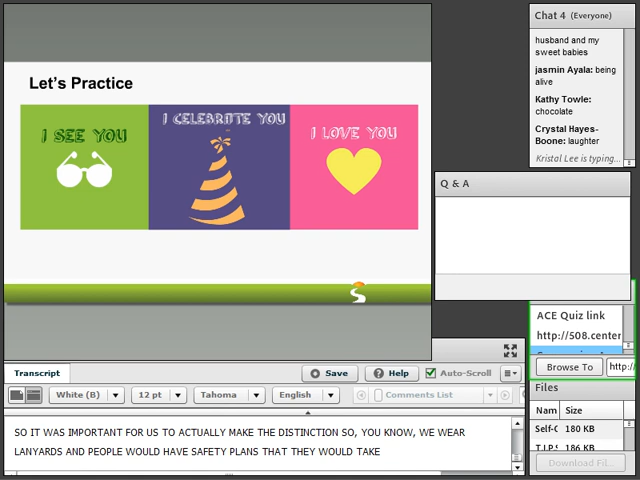 Let's Practice
I SEE YOU
I CELEBRATE YOU
I LOVE YOU
Chat 4 (Everyone)
husband and my
sweet babies
jasmin Ayala: being
alive
Kathy Towle:
chocolate
Crystal Hayes-
Boone: laughter
Kristal Lee is typing...
Q & A
ACE Quiz link
http://508.center
Browse To
http:/
Files
Nam Size
Self-C 180 KB
T.I.P.S 186 KB
Download Fil...
Transcript
Save
Help
Auto-Scroll
White (B)
12 pt
Tahoma
English
Comments List
SO IT WAS IMPORTANT FOR US TO ACTUALLY MAKE THE DISTINCTION SO, YOU KNOW, WE WEAR
LANYARDS AND PEOPLE WOULD HAVE SAFETY PLANS THAT THEY WOULD TAKE